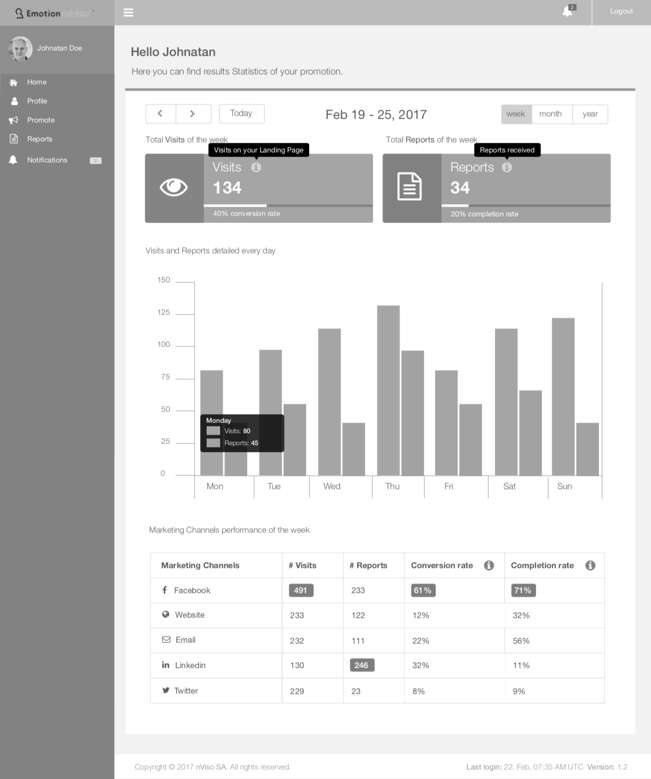 Emotion
2
Logout
Johnatan Doe
Home
Profile
Promote
Reports
Notifications
Hello Johnatan
Here you can find results Statistics of your promotion.
Today
Feb 19 - 25, 2017
week month year
Total Visits of the week
Total Reports of the week
Visits on your Landing Page
Reports received
Visits
134
40% conversion rate
Reports
34
20% completion rate
Visits and Reports detailed every day
150
125
100
75
50
25
0
Monday
Visits: 80
Reports: 45
Mon Tue Wed Thu Fri Sat Sun
Marketing Channels performance of the week
Marketing Channels # Visits # Reports Conversion rate Completion rate
Facebook 491 233 61% 71%
Website 233 122 12% 32%
Email 232 111 22% 56%
Linkedin 130 246 32% 11%
Twitter 229 23 8% 9%
Copyright © 2017 nViso SA. All rights reserved.
Last login: 22. Feb, 07:35 AM UTC Version: 1.2